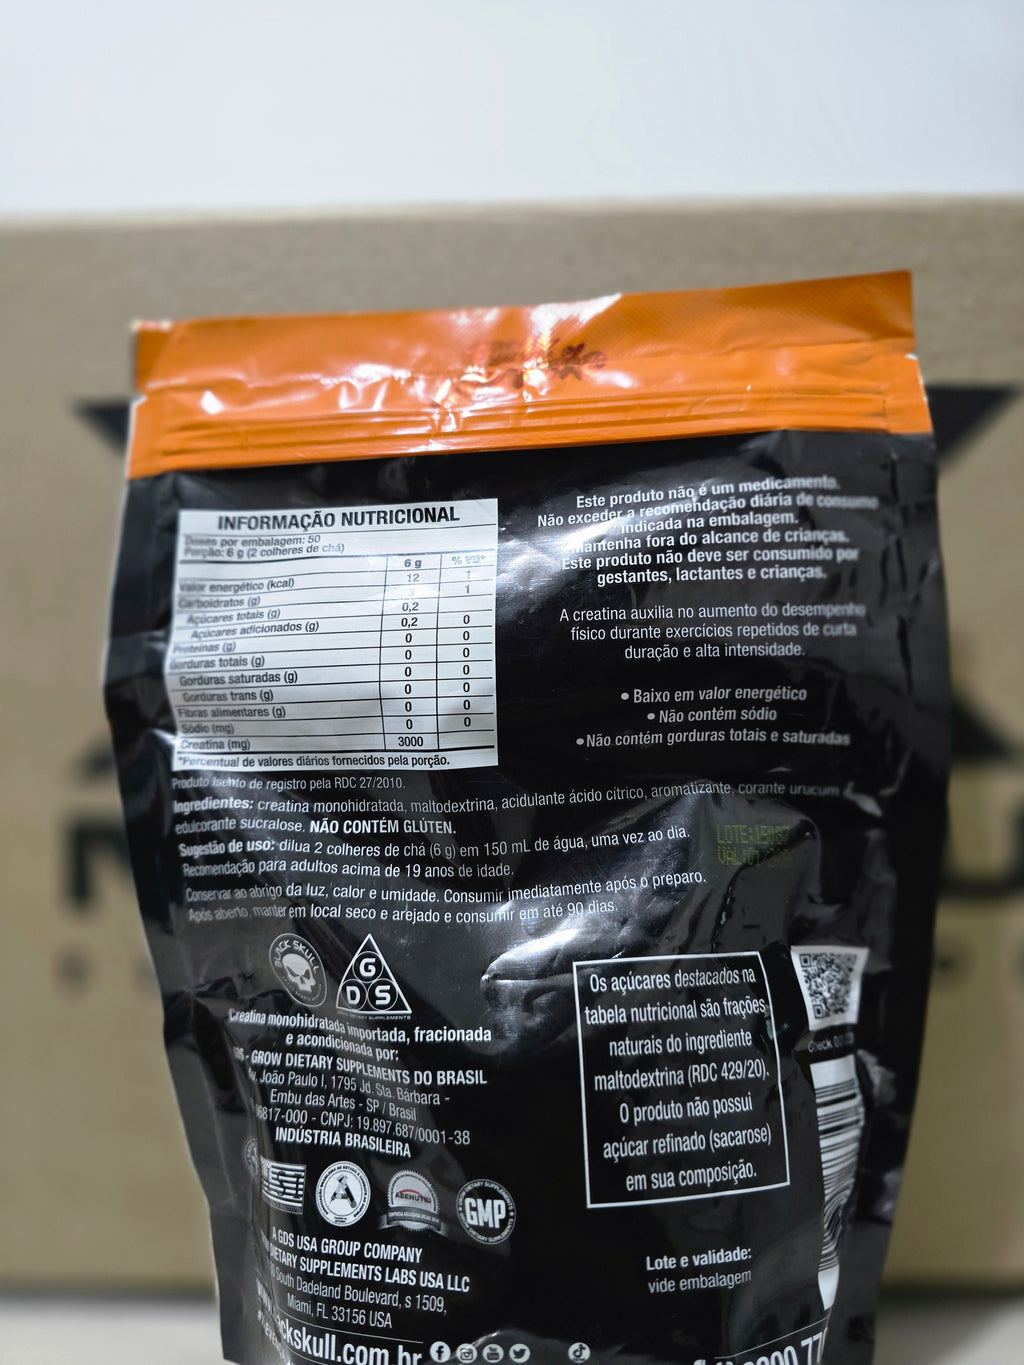 INFORMAÇÃO NUTRICIONAL
Doses por embalagem: 50
Porção: 6 g (2 colheres de chá)
6 g % VD*
Valor energético (kcal) 12 1
Carboidratos (g) 3 1
Açúcares totais (g) 0,2
Açúcares adicionados (g) 0,2 0
Proteínas (g) 0 0
Gorduras totais (g) 0 0
Gorduras saturadas (g) 0 0
Gorduras trans (g) 0 0
Fibras alimentares (g) 0 0
Sódio (mg) 0 0
Creatina (mg) 3000
*Percentual de valores diários fornecidos pela porção.
Este produto não é um medicamento.
Não exceder a recomendação diária de consumo
indicada na embalagem.
Mantenha fora do alcance de crianças.
Este produto não deve ser consumido por
gestantes, lactantes e crianças.
A creatina auxilia no aumento do desempenho
físico durante exercícios repetidos de curta
duração e alta intensidade.
• Baixo em valor energético
• Não contém sódio
• Não contém gorduras totais e saturadas
Produto Isento de registro pela RDC 27/2010.
Ingredientes: creatina monohidratada, maltodextrina, acidulante ácido cítrico, aromatizante, corante urucum e
edulcorante sucralose. NÃO CONTÉM GLÚTEN.
Sugestão de uso: dilua 2 colheres de chá (6 g) em 150 mL de água, uma vez ao dia.
Recomendação para adultos acima de 19 anos de idade.
Conservar ao abrigo da luz, calor e umidade. Consumir imediatamente após o preparo.
Após aberto, manter em local seco e arejado e consumir em até 90 dias.
BLACK SKULL
G
D S
DIETARY SUPPLEMENTS
Creatina monohidratada importada, fracionada
e acondicionada por:
- GROW DIETARY SUPPLEMENTS DO BRASIL
Av. João Paulo I, 1795 Jd. Sta. Bárbara -
Embu das Artes - SP / Brasil
06817-000 - CNPJ: 19.897.687/0001-38
INDÚSTRIA BRASILEIRA
ABENUTRI
GMP
A GDS USA GROUP COMPANY
DIETARY SUPPLEMENTS LABS USA LLC
South Dadeland Boulevard, s 1509,
Miami, FL 33156 USA
Os açúcares destacados na
tabela nutricional são frações
naturais do ingrediente
maltodextrina (RDC 429/20).
O produto não possui
açúcar refinado (sacarose)
em sua composição.
Lote e validade:
vide embalagem